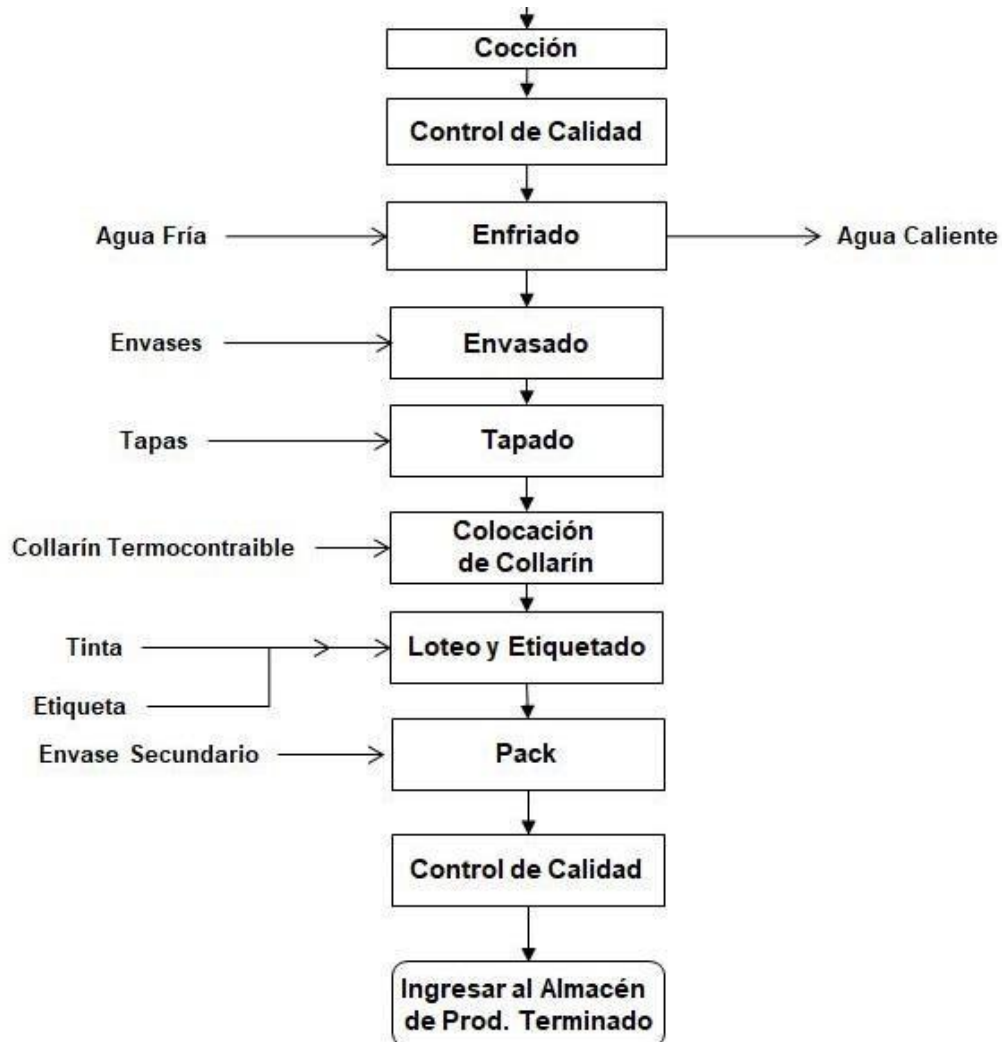 Cocción
Control de Calidad
Agua Fría
Enfriado
Agua Caliente
Envases
Envasado
Tapas
Tapado
Collarín Termocontraible
Colocación
de Collarín
Tinta
Loteo y Etiquetado
Etiqueta
Envase Secundario
Pack
Control de Calidad
Ingresar al Almacén
de Prod. Terminado